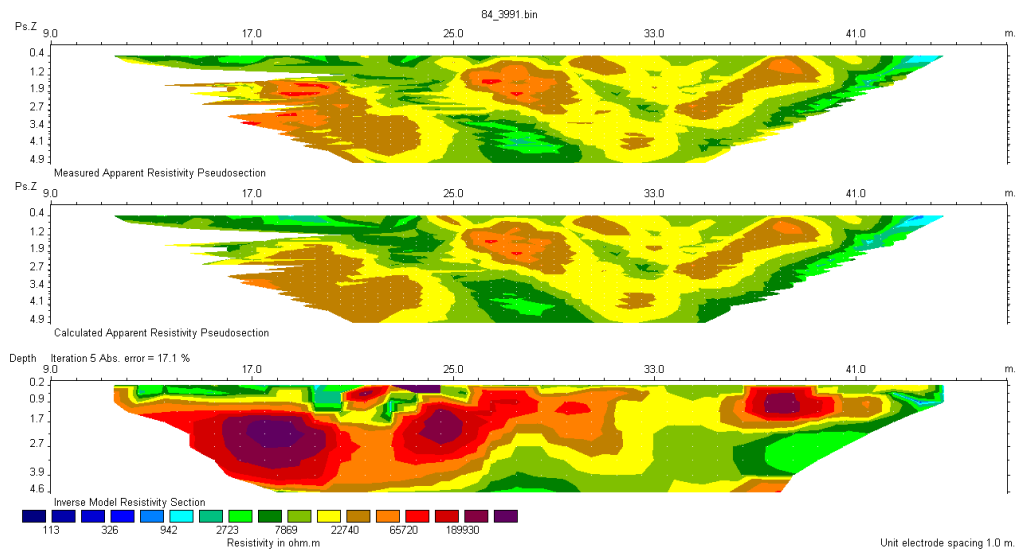 84_3991.bin
Ps.Z 9.0 17.0 25.0 33.0 41.0 m.
0.4
1.2
1.9
2.7
3.4
4.1
4.9
Measured Apparent Resistivity Pseudosection
Ps.Z 9.0 17.0 25.0 33.0 41.0 m.
0.4
1.2
1.9
2.7
3.4
4.1
4.9
Calculated Apparent Resistivity Pseudosection
Depth Iteration 5 Abs. error = 17.1 %
9.0 17.0 25.0 33.0 41.0 m.
0.2
0.9
1.7
2.7
3.9
4.6
Inverse Model Resistivity Section
113 326 942 2723 7869 22740 65720 189930
Resistivity in ohm.m Unit electrode spacing 1.0 m.